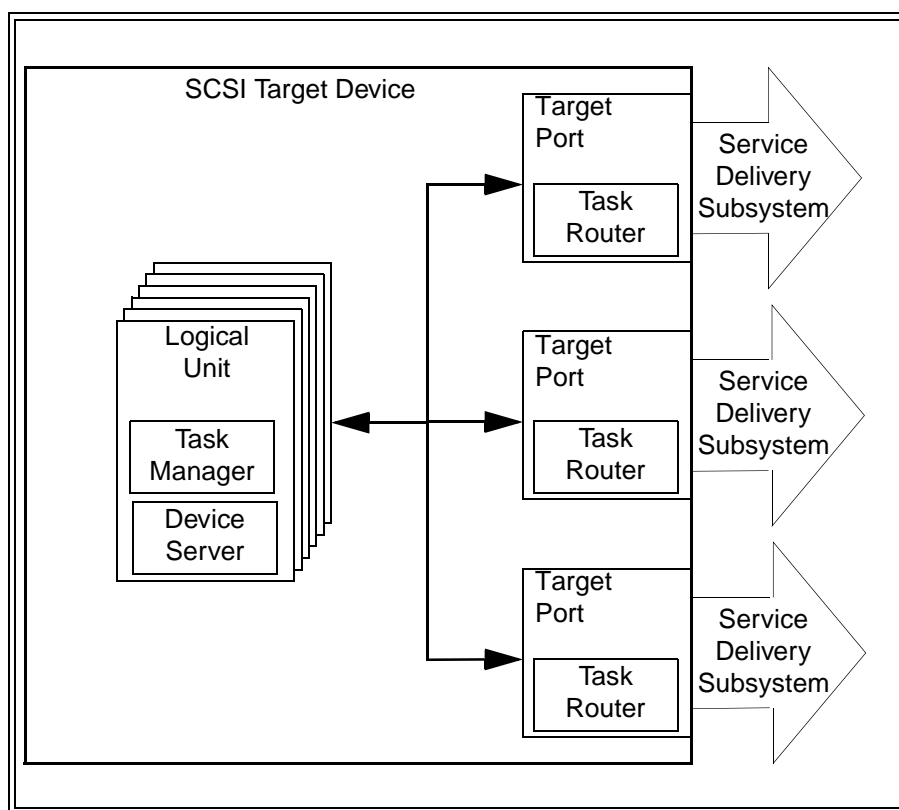 SCSI Target Device
Target
Port
Task
Router
Service
Delivery
Subsystem
Logical
Unit
Task
Manager
Device
Server
Target
Port
Task
Router
Service
Delivery
Subsystem
Target
Port
Task
Router
Service
Delivery
Subsystem